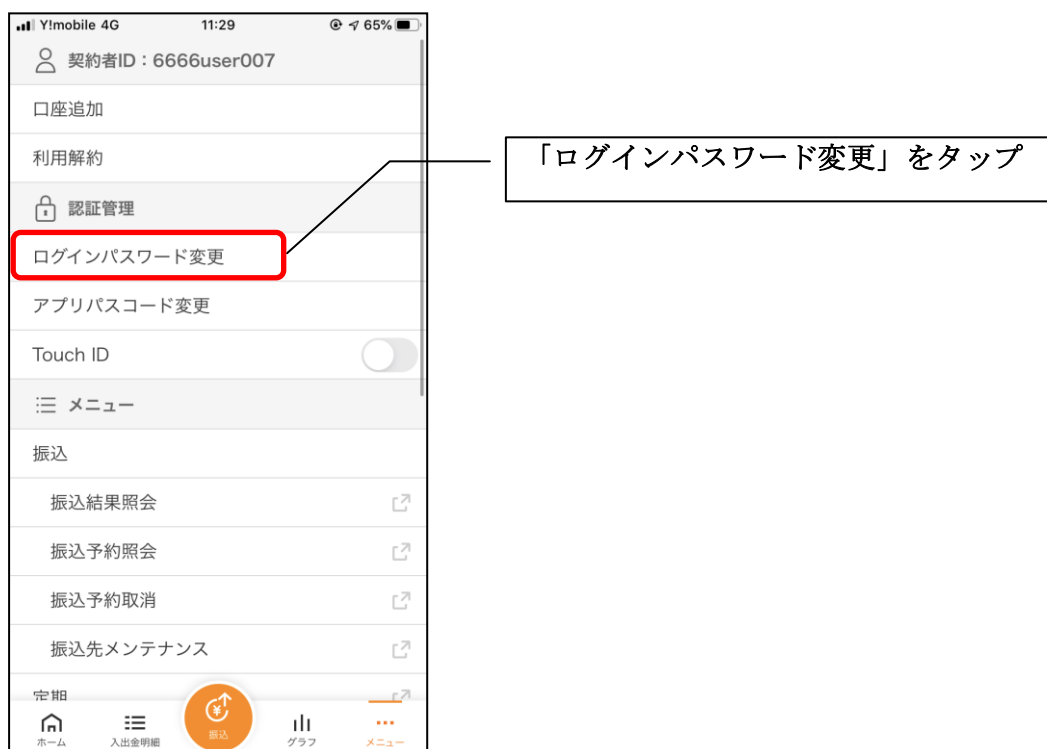 Y!mobile 4G 11:29 65%
契約者ID：6666user007
口座追加
利用解約
認証管理
ログインパスワード変更
アプリパスコード変更
Touch ID
メニュー
振込
振込結果照会
振込予約照会
振込予約取消
振込先メンテナンス
定期
ホーム 入出金明細 振込 グラフ メニュー
「ログインパスワード変更」をタップ